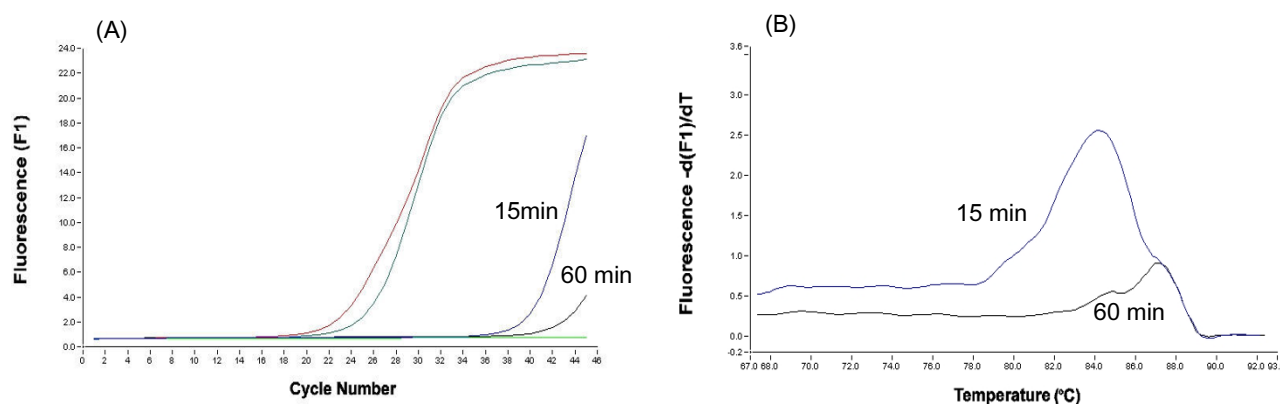 (A)
24.0
22.0
20.0
18.0
16.0
14.0
12.0
10.0
8.0
6.0
4.0
2.0
0.0
Fluorescence (F1)
15min
60 min
0 2 4 6 8 10 12 14 16 18 20 22 24 26 28 30 32 34 36 38 40 42 44 46
Cycle Number
(B)
3.6
3.0
2.5
2.0
1.5
1.0
0.5
0.0
-0.2
Fluorescence -d(F1)/dT
15 min
60 min
67.0 68.0 70.0 72.0 74.0 76.0 78.0 80.0 82.0 84.0 86.0 88.0 90.0 92.0 93.
Temperature (°C)